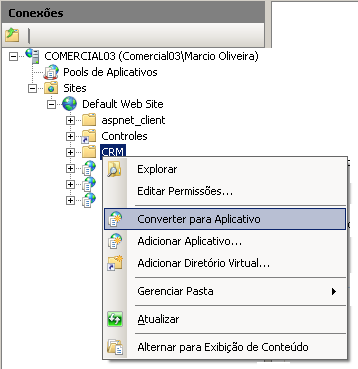 Conexões
COMERCIAL03 (Comercial03\Marcio Oliveira)
Pools de Aplicativos
Sites
Default Web Site
aspnet_client
Controles
CRM
Explorar
Editar Permissões...
Converter para Aplicativo
Adicionar Aplicativo...
Adicionar Diretório Virtual...
Gerenciar Pasta
Atualizar
Alternar para Exibição de Conteúdo